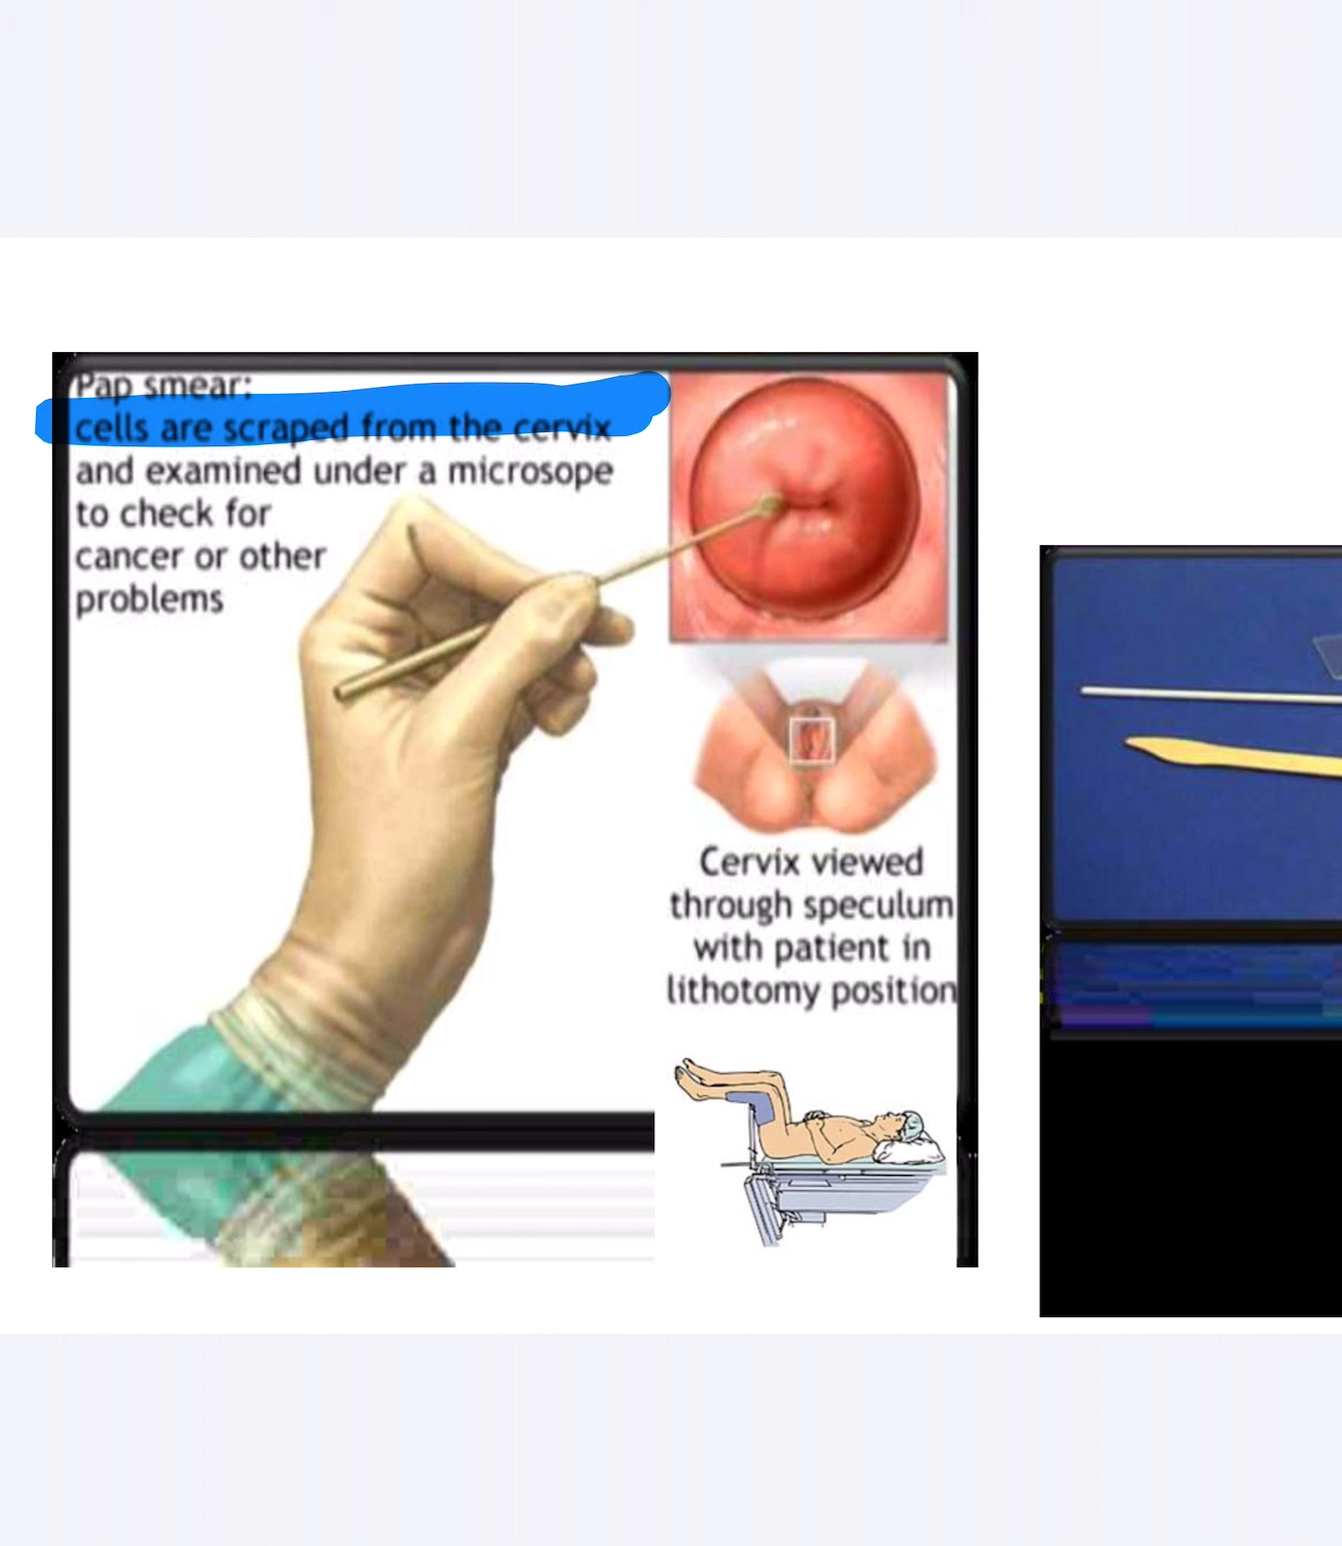 Pap smear:
cells are scraped from the cervix
and examined under a microsope
to check for
cancer or other
problems
Cervix viewed
through speculum
with patient in
lithotomy position